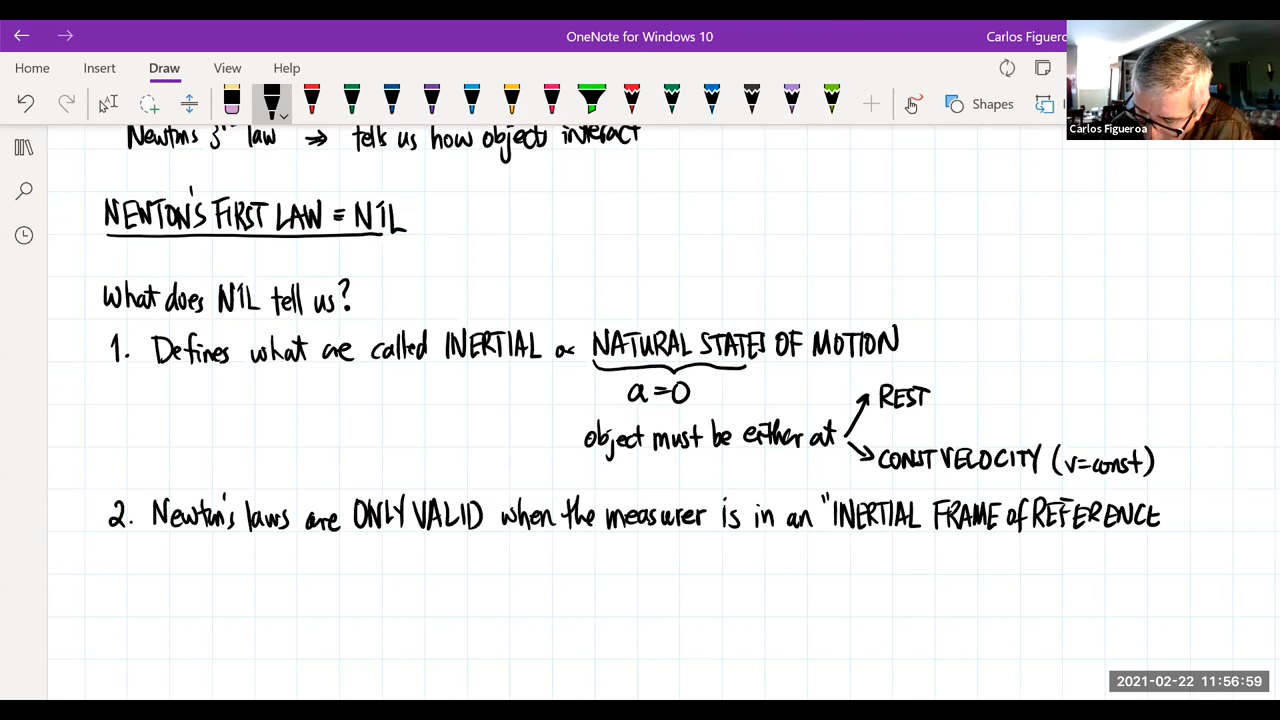 OneNote for Windows 10
Carlos Figuero
Home Insert Draw View Help
Shapes
Carlos Figueroa
Newton's 3rd law → tells us how objects interact
NEWTON'S FIRST LAW ≡ N1L
What does N1L tell us?
1. Defines what are called INERTIAL or NATURAL STATES OF MOTION
a=0
REST
object must be either at
CONST VELOCITY (v=const)
2. Newton's laws are ONLY VALID when the measurer is in an "INERTIAL FRAME of REFERENCE
2021-02-22 11:56:59